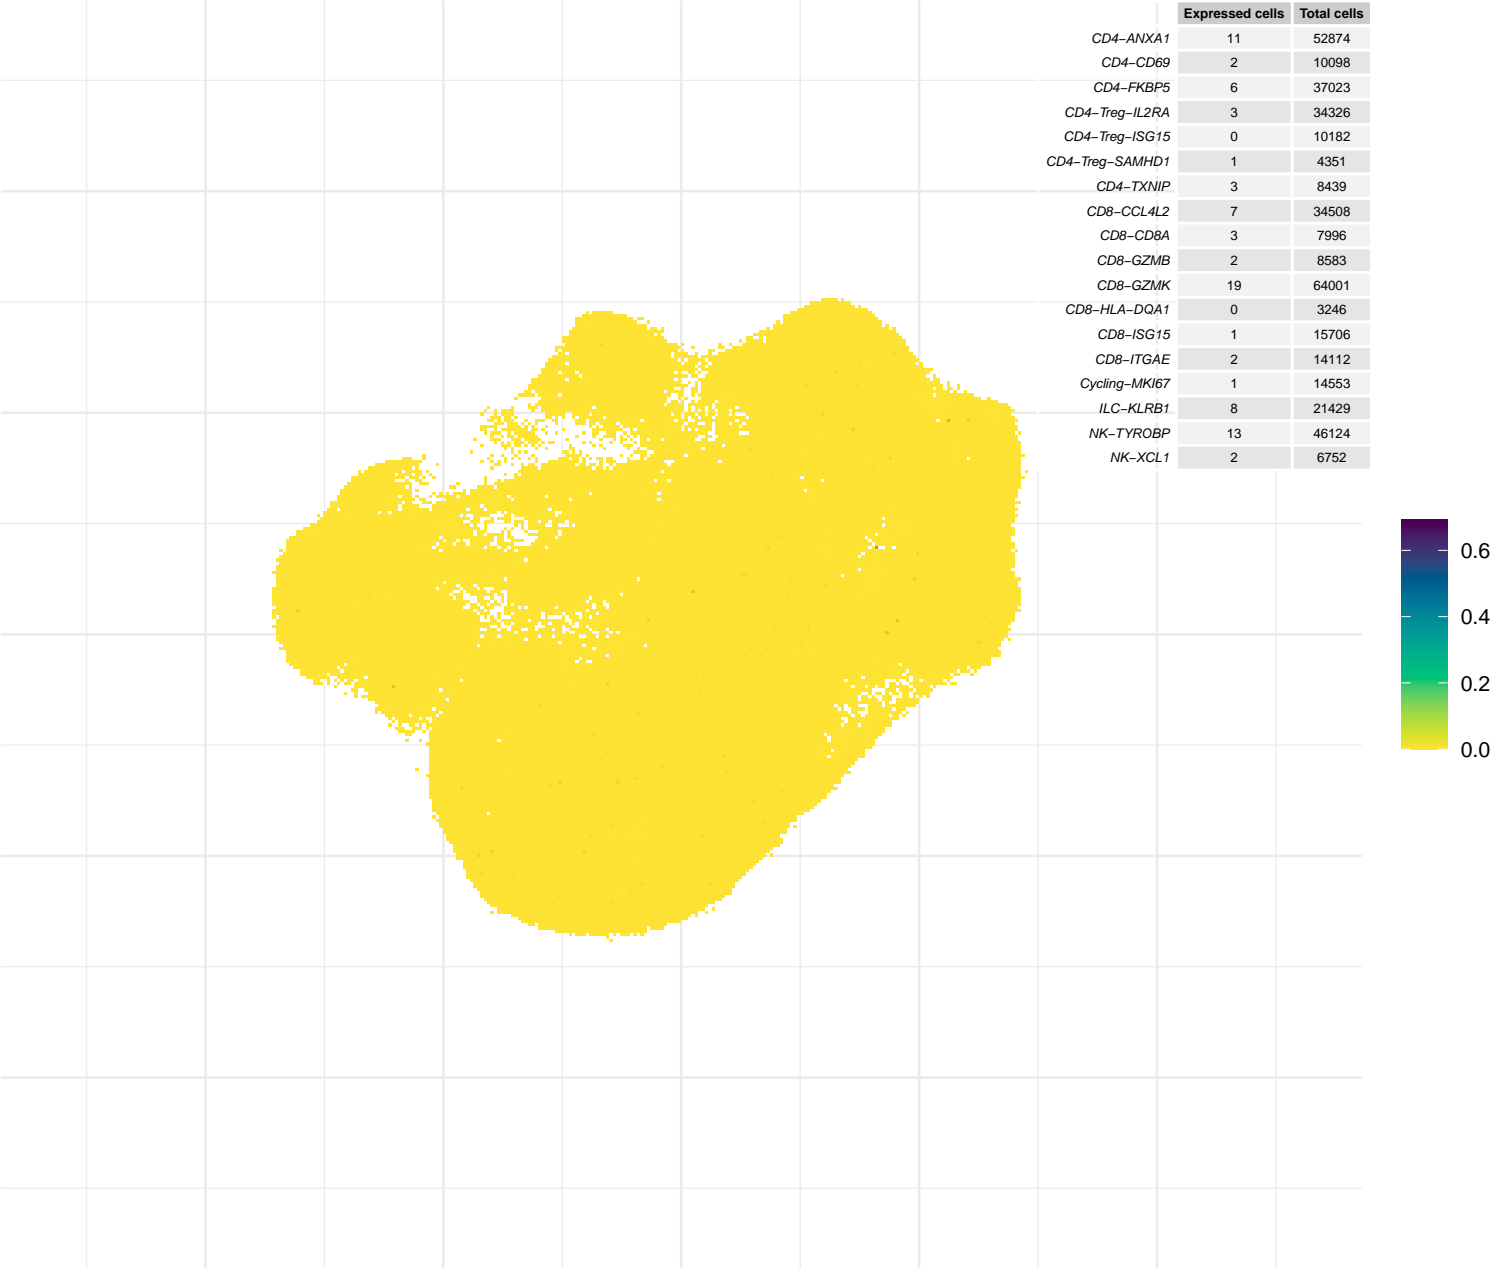 Expressed cells Total cells
CD4−ANXA1 11 52874
CD4−CD69 2 10098
CD4−FKBP5 6 37023
CD4−Treg−IL2RA 3 34326
CD4−Treg−ISG15 0 10182
CD4−Treg−SAMHD1 1 4351
CD4−TXNIP 3 8439
CD8−CCL4L2 7 34508
CD8−CD8A 3 7996
CD8−GZMB 2 8583
CD8−GZMK 19 64001
CD8−HLA−DQA1 0 3246
CD8−ISG15 1 15706
CD8−ITGAE 2 14112
Cycling−MKI67 1 14553
ILC−KLRB1 8 21429
NK−TYROBP 13 46124
NK−XCL1 2 6752
0.6
0.4
0.2
0.0